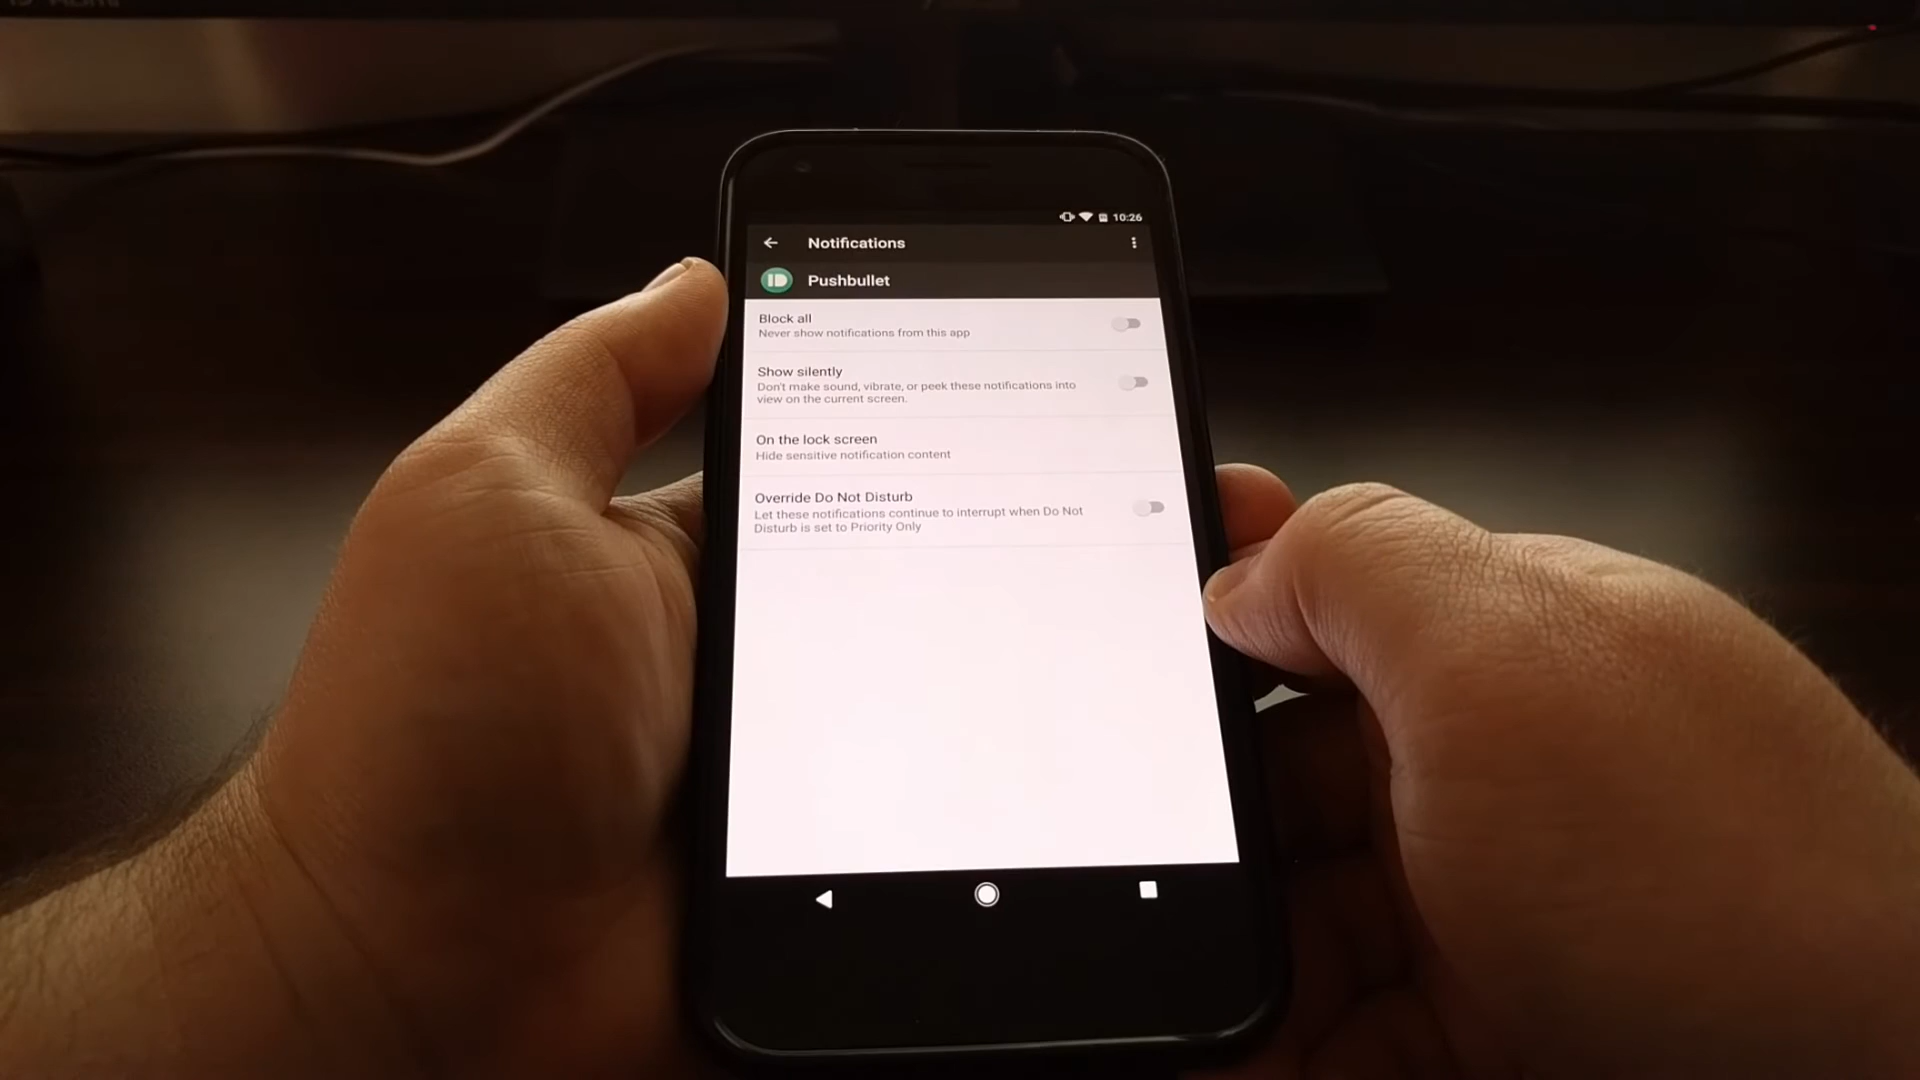 10:26
Notifications
Pushbullet
Block all
Never show notifications from this app
Show silently
Don't make sound, vibrate, or peek these notifications into
view on the current screen.
On the lock screen
Hide sensitive notification content
Override Do Not Disturb
Let these notifications continue to interrupt when Do Not
Disturb is set to Priority Only